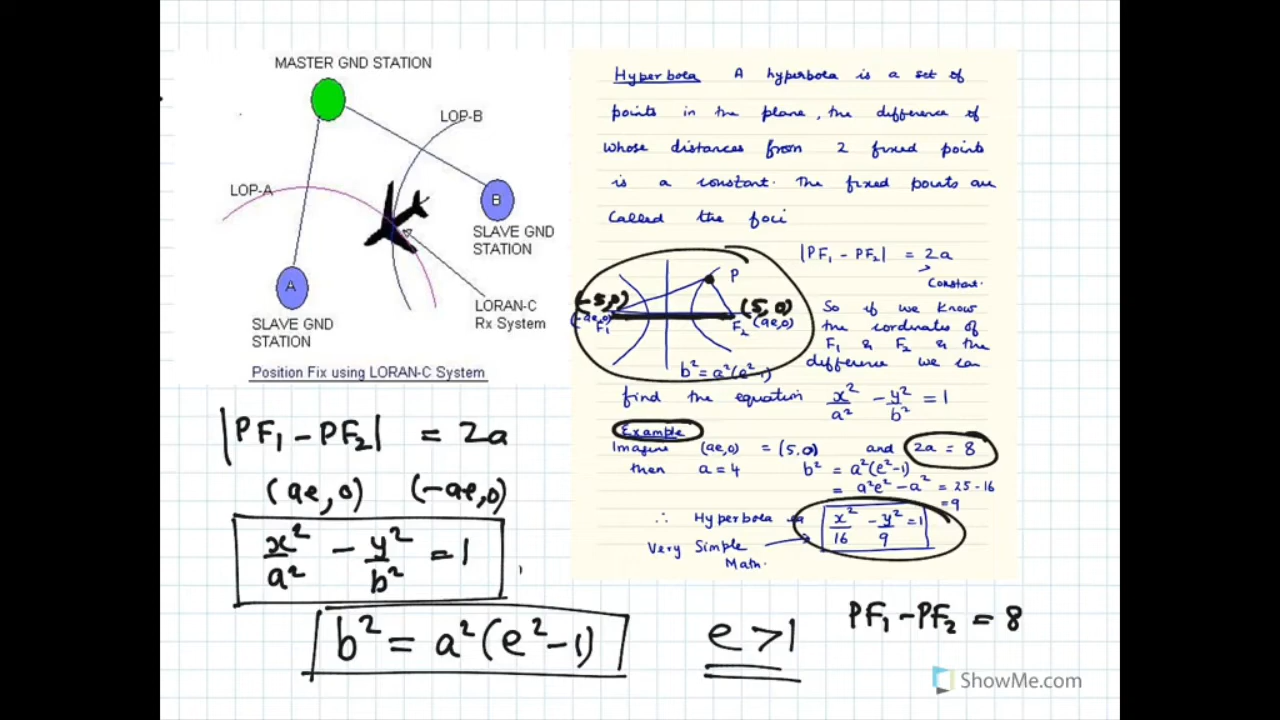 MASTER GND STATION
LOP-B
LOP-A
B
SLAVE GND
STATION
A
SLAVE GND
STATION
LORAN-C
Rx System
Position Fix using LORAN-C System
Hyperbola A hyperbola is a set of
points in the plane, the difference of
whose distances from 2 fixed points
is a constant. The fixed points are
called the foci
|PF₁ - PF₂| = 2a
Constant.
P
(-5,0)
(5,0)
(-ae,0)
F₁
F₂ (ae,0)
b² = a²(e²-1)
So if we know
the cordinates of
F₁ & F₂ & the
difference we can
find the equation x²/a² - y²/b² = 1
Example
Imagine (ae,0) = (5,0) and 2a = 8
then a = 4 b² = a²(e²-1)
= a²e² - a² = 25-16
= 9
∴ Hyperbola x²/16 - y²/9 = 1
Very Simple
Math.
|PF₁ - PF₂| = 2a
(ae,0) (-ae,0)
x²/a² - y²/b² = 1
b² = a²(e²-1)
e > 1
PF₁ - PF₂ = 8
ShowMe.com